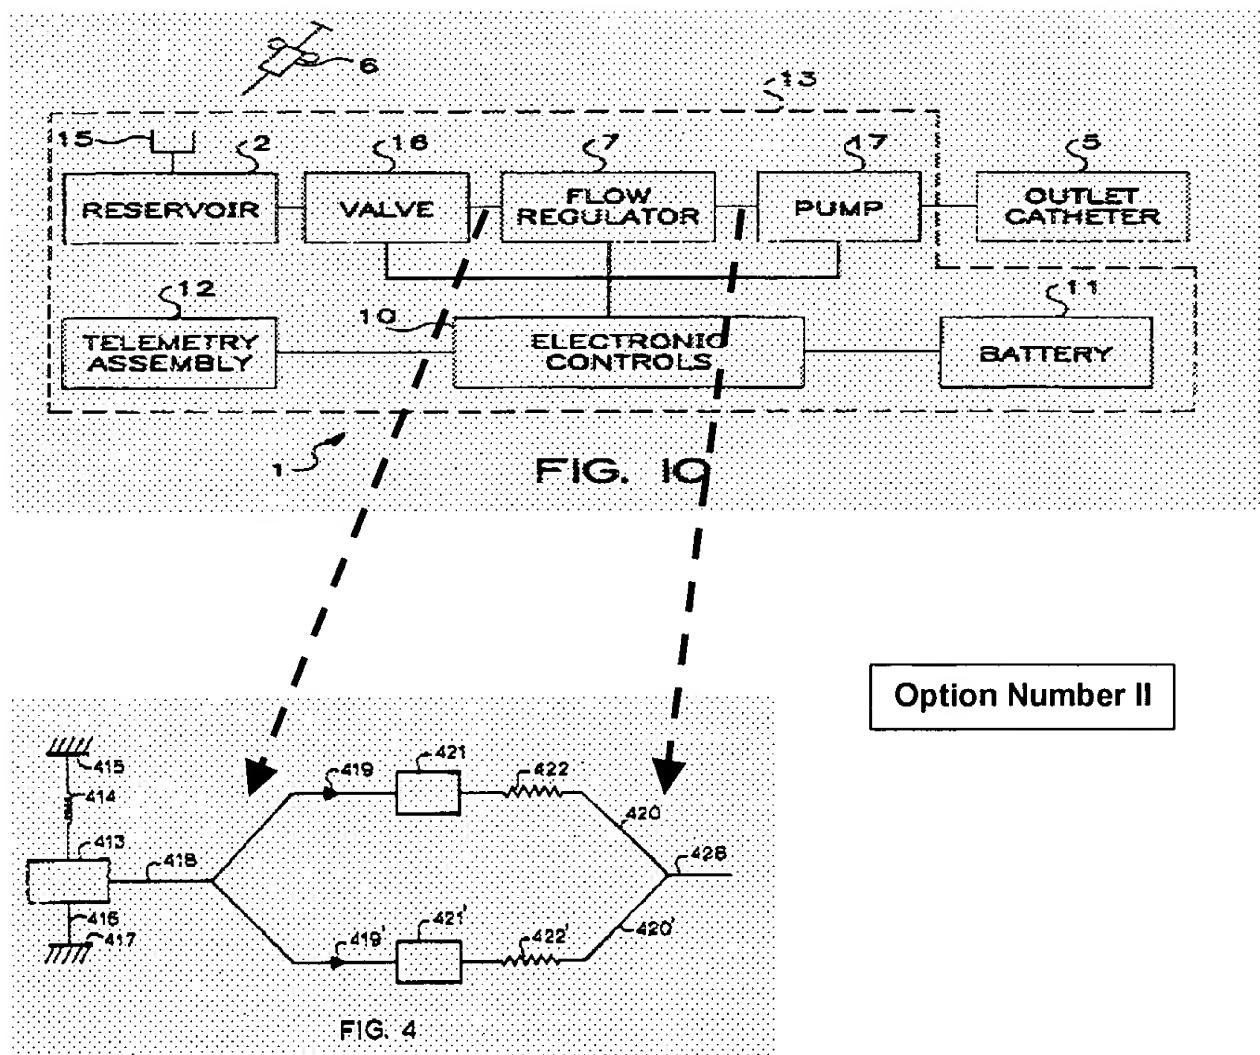 6
13
15
2
16
7
17
5
RESERVOIR
VALVE
FLOW
REGULATOR
PUMP
OUTLET
CATHETER
12
10
11
TELEMETRY
ASSEMBLY
ELECTRONIC
CONTROLS
BATTERY
1
FIG. 10
Option Number II
415
414
413
418
416
417
419
421
422
420
428
419'
421'
422'
420'
FIG. 4